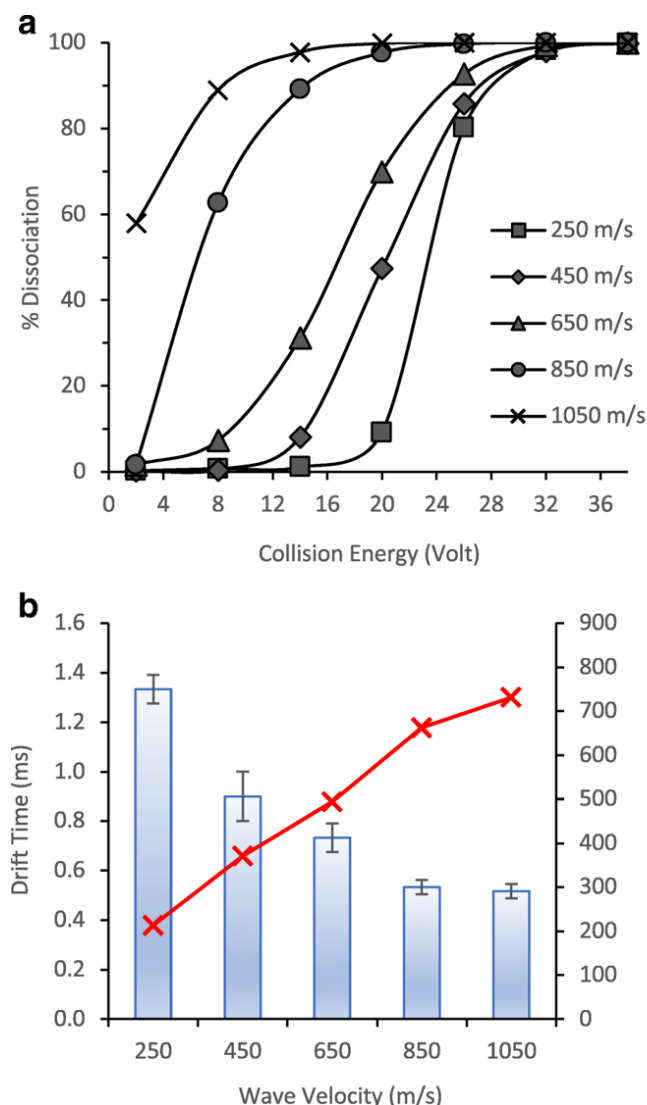 a
100
80
60
40
20
0
% Dissociation
250 m/s
450 m/s
650 m/s
850 m/s
1050 m/s
0 4 8 12 16 20 24 28 32 36
Collision Energy (Volt)
b
1.6
1.4
1.2
1.0
0.8
0.6
0.4
0.2
0.0
Drift Time (ms)
900
800
700
600
500
400
300
200
100
0
250 450 650 850 1050
Wave Velocity (m/s)